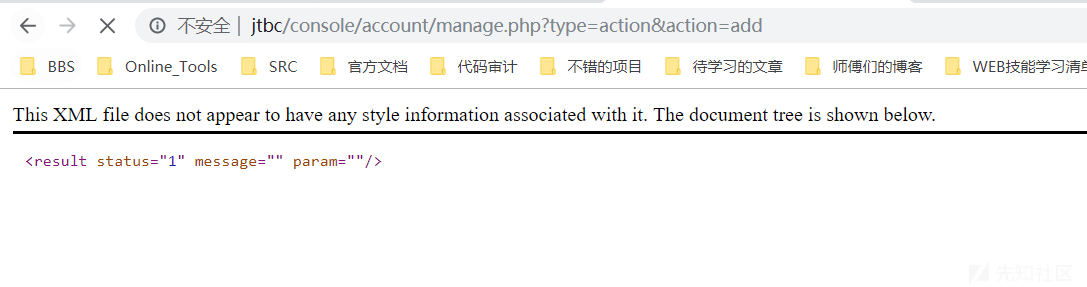 不安全 | jtbc/console/account/manage.php?type=action&action=add
BBS Online_Tools SRC 官方文档 代码审计 不错的项目 待学习的文章 师傅们的博客 WEB技能学习清单
This XML file does not appear to have any style information associated with it. The document tree is shown below.
<result status="1" message="" param=""/>
先知社区